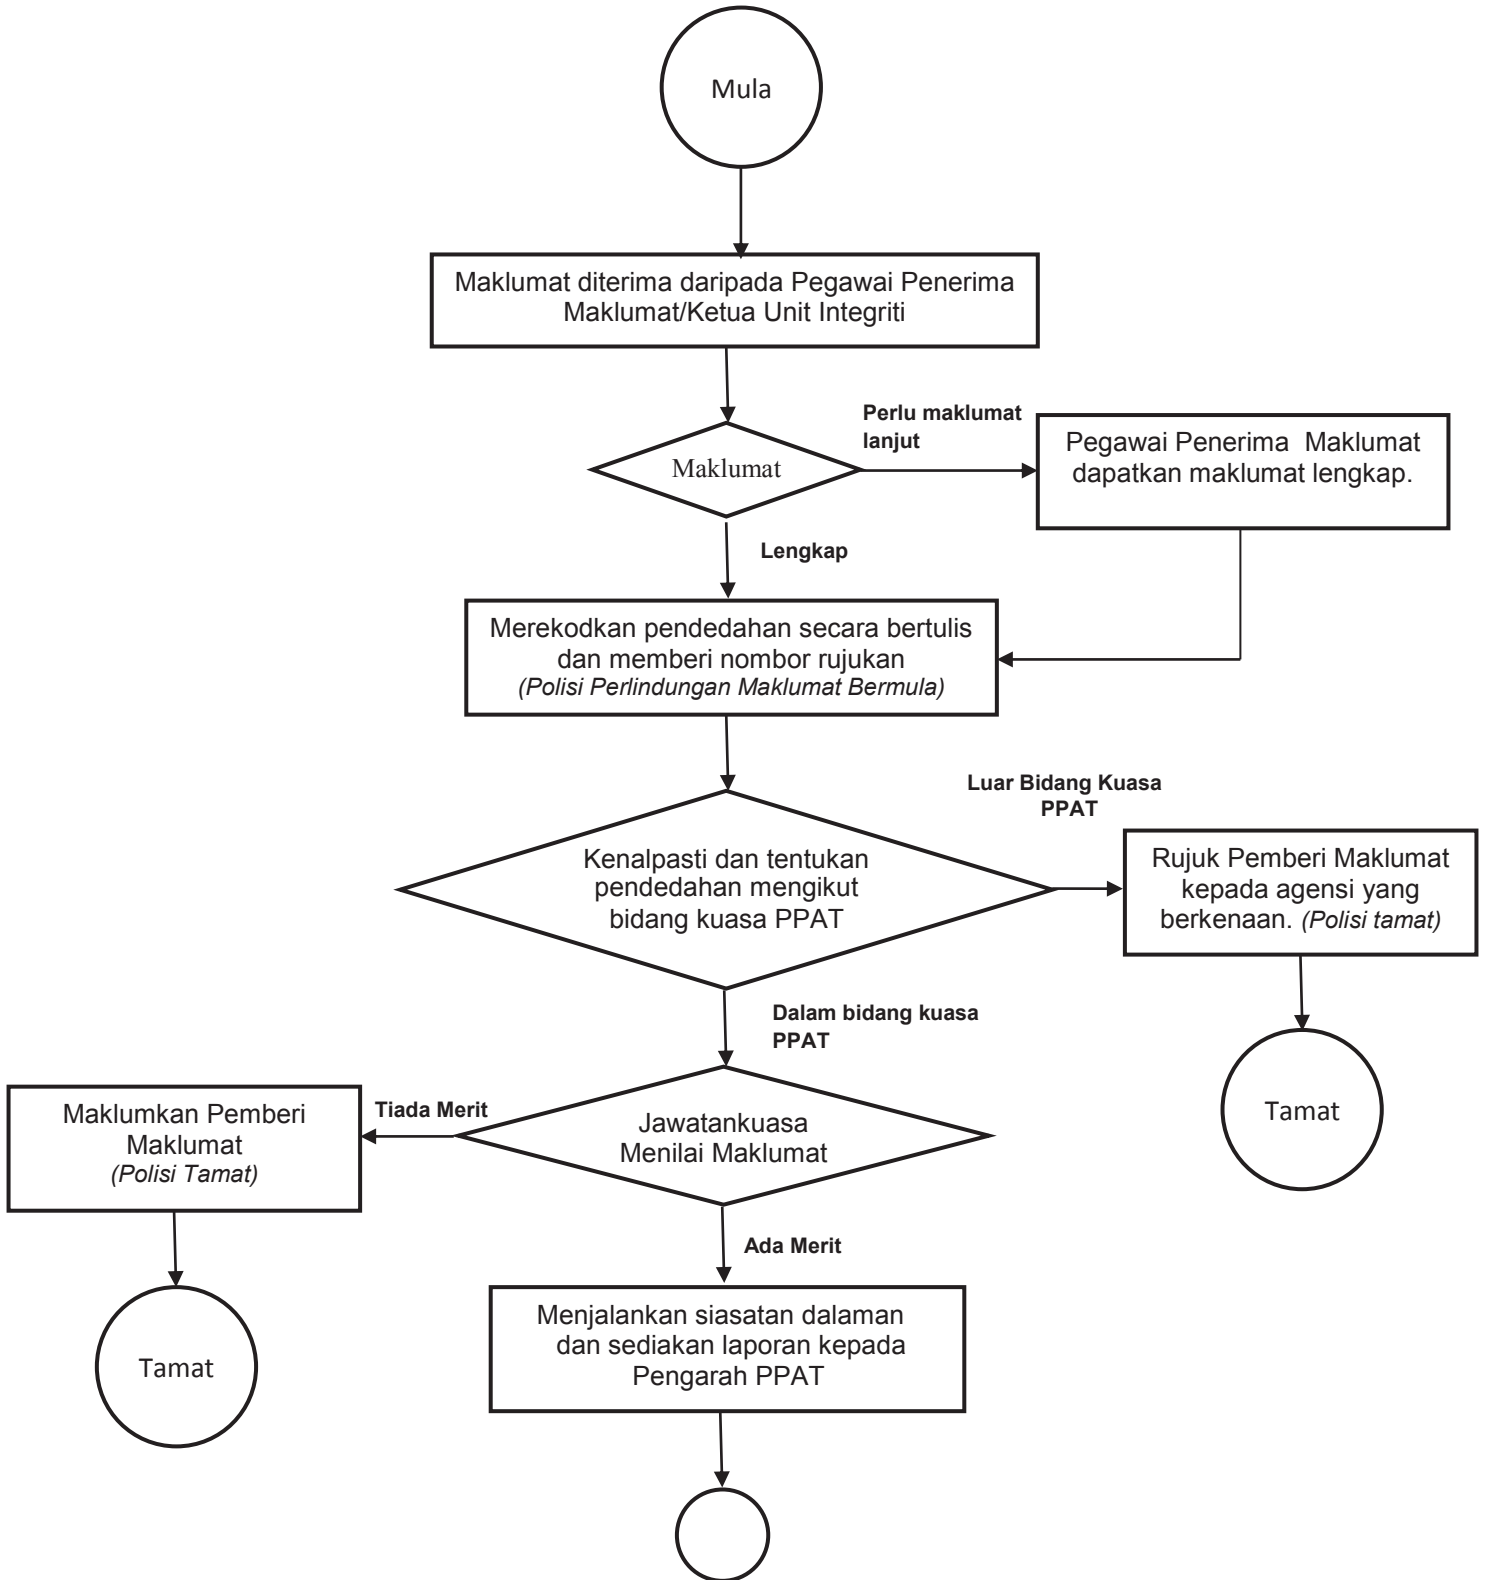 Mula
Maklumat diterima daripada Pegawai Penerima
Maklumat/Ketua Unit Integriti
Perlu maklumat
lanjut
Maklumat
Pegawai Penerima  Maklumat
dapatkan maklumat lengkap.
Lengkap
Merekodkan pendedahan secara bertulis
dan memberi nombor rujukan
(Polisi Perlindungan Maklumat Bermula)
Luar Bidang Kuasa
PPAT
Kenalpasti dan tentukan
pendedahan mengikut
bidang kuasa PPAT
Rujuk Pemberi Maklumat
kepada agensi yang
berkenaan. (Polisi tamat)
Dalam bidang kuasa
PPAT
Tamat
Jawatankuasa
Menilai Maklumat
Tiada Merit
Maklumkan Pemberi
Maklumat
(Polisi Tamat)
Ada Merit
Tamat
Menjalankan siasatan dalaman
dan sediakan laporan kepada
Pengarah PPAT